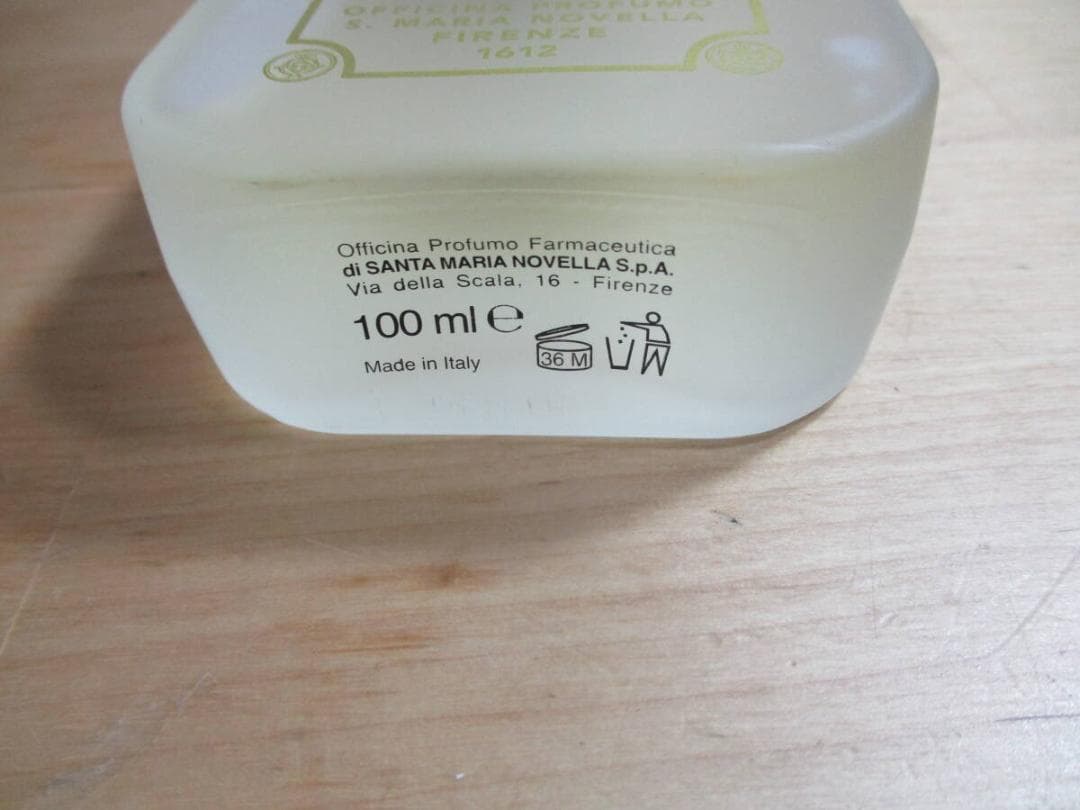 OFFICINA PROFUMO
S. MARIA NOVELLA
FIRENZE
1612
Officina Profumo Farmaceutica
di SANTA MARIA NOVELLA S.p.A.
Via della Scala, 16 - Firenze
100 ml ℮
Made in Italy
36 M